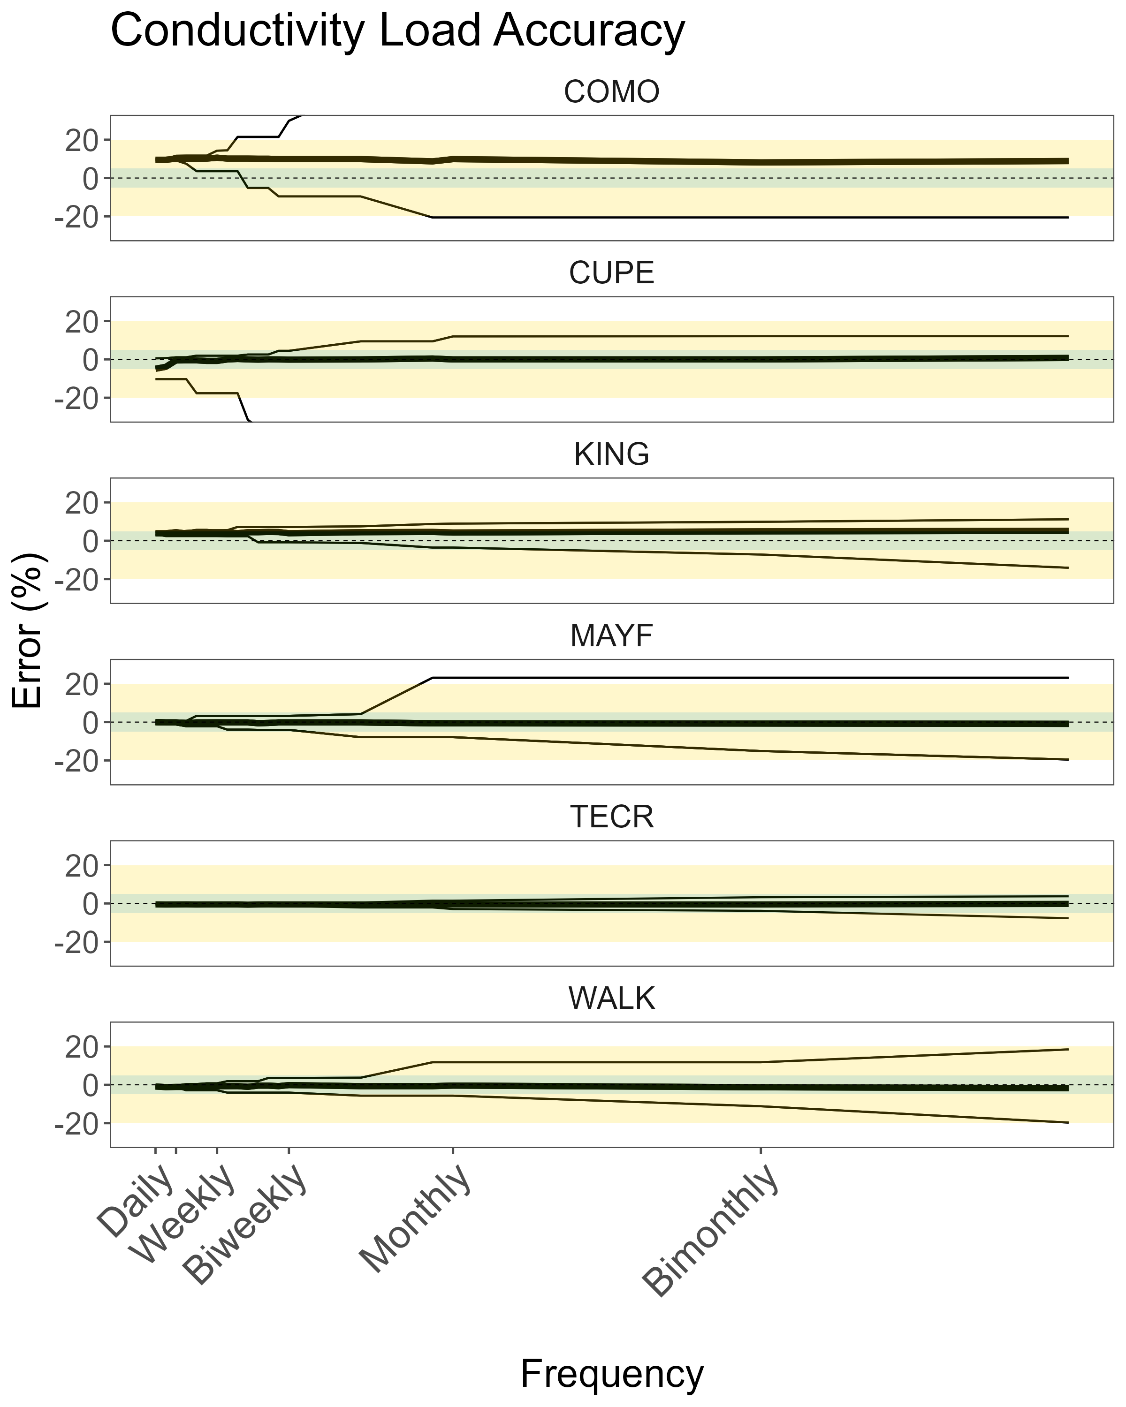 Conductivity Load Accuracy
COMO
20
0
-20
CUPE
20
0
-20
KING
20
0
-20
MAYF
20
0
-20
TECR
20
0
-20
WALK
20
0
-20
Error (%)
Daily
Weekly
Biweekly
Monthly
Bimonthly
Frequency